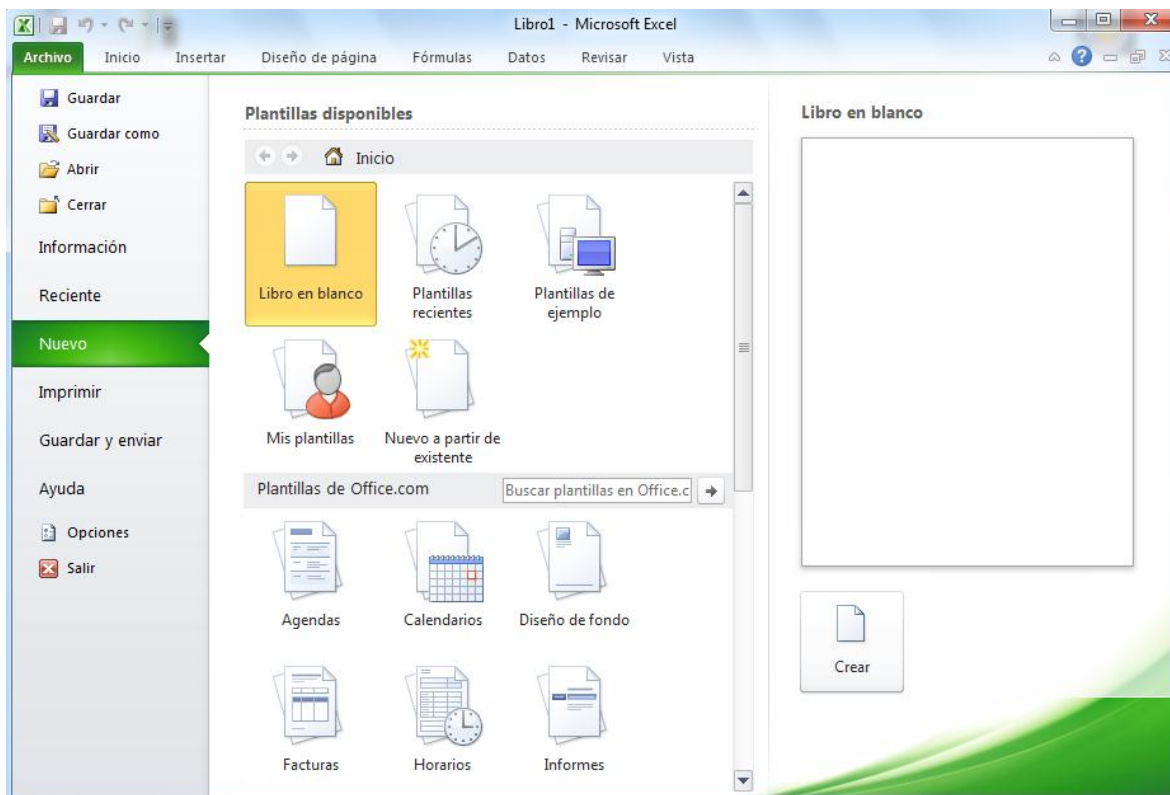 Libro1 - Microsoft Excel
Archivo Inicio Insertar Diseño de página Fórmulas Datos Revisar Vista
Guardar
Guardar como
Abrir
Cerrar
Información
Reciente
Nuevo
Imprimir
Guardar y enviar
Ayuda
Opciones
Salir
Plantillas disponibles
Inicio
Libro en blanco
Plantillas
recientes
Plantillas de
ejemplo
Mis plantillas
Nuevo a partir de
existente
Plantillas de Office.com
Buscar plantillas en Office.c
Agendas
Calendarios
Diseño de fondo
Facturas
Horarios
Informes
Libro en blanco
Crear